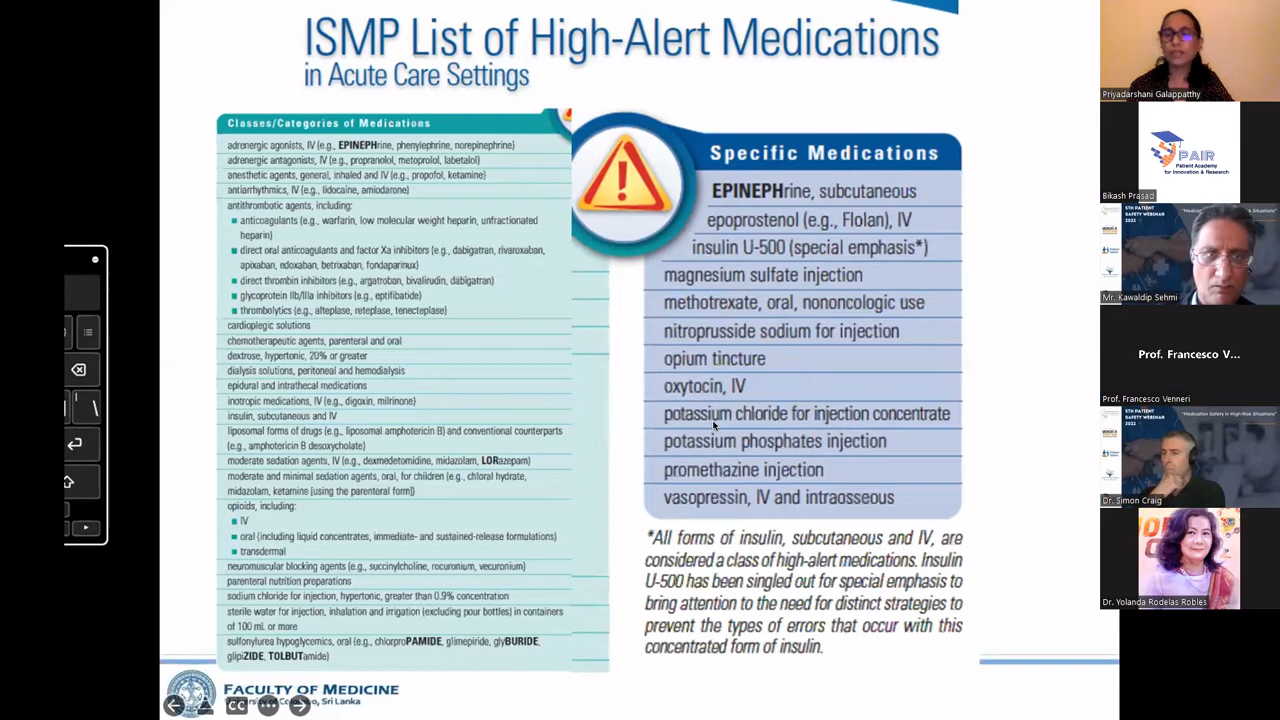 ISMP List of High-Alert Medications
in Acute Care Settings
Classes/Categories of Medications
adrenergic agonists, IV (e.g., EPINEPHrine, phenylephrine, norepinephrine)
adrenergic antagonists, IV (e.g., propranolol, metoprolol, labetalol)
anesthetic agents, general, inhaled and IV (e.g., propofol, ketamine)
antiarrhythmics, IV (e.g., lidocaine, amiodarone)
antithrombotic agents, including:
■ anticoagulants (e.g., warfarin, low molecular weight heparin, unfractionated
heparin)
■ direct oral anticoagulants and factor Xa inhibitors (e.g., dabigatran, rivaroxaban,
apixaban, edoxaban, betrixaban, fondaparinux)
■ direct thrombin inhibitors (e.g., argatroban, bivalirudin, dabigatran)
■ glycoprotein IIb/IIIa inhibitors (e.g., eptifibatide)
■ thrombolytics (e.g., alteplase, reteplase, tenecteplase)
cardioplegic solutions
chemotherapeutic agents, parenteral and oral
dextrose, hypertonic, 20% or greater
dialysis solutions, peritoneal and hemodialysis
epidural and intrathecal medications
inotropic medications, IV (e.g., digoxin, milrinone)
insulin, subcutaneous and IV
liposomal forms of drugs (e.g., liposomal amphotericin B) and conventional counterparts
(e.g., amphotericin B desoxycholate)
moderate sedation agents, IV (e.g., dexmedetomidine, midazolam, LORazepam)
moderate and minimal sedation agents, oral, for children (e.g., chloral hydrate,
midazolam, ketamine [using the parenteral form])
opioids, including:
■ IV
■ oral (including liquid concentrates, immediate- and sustained-release formulations)
■ transdermal
neuromuscular blocking agents (e.g., succinylcholine, rocuronium, vecuronium)
parenteral nutrition preparations
sodium chloride for injection, hypertonic, greater than 0.9% concentration
sterile water for injection, inhalation and irrigation (excluding pour bottles) in containers
of 100 mL or more
sulfonylurea hypoglycemics, oral (e.g., chlorproPAMIDE, glimepiride, glyBURIDE,
glipiZIDE, TOLBUTamide)
Specific Medications
EPINEPHrine, subcutaneous
epoprostenol (e.g., Flolan), IV
insulin U-500 (special emphasis*)
magnesium sulfate injection
methotrexate, oral, nononcologic use
nitroprusside sodium for injection
opium tincture
oxytocin, IV
potassium chloride for injection concentrate
potassium phosphates injection
promethazine injection
vasopressin, IV and intraosseous
*All forms of insulin, subcutaneous and IV, are
considered a class of high-alert medications. Insulin
U-500 has been singled out for special emphasis to
bring attention to the need for distinct strategies to
prevent the types of errors that occur with this
concentrated form of insulin.
FACULTY OF MEDICINE
Sri Lanka
CC
Priyadarshani Galappatthy
PAIR
Patient Academy
for Innovation & Research
Bikash Prasad
5TH PATIENT
SAFETY WEBINAR
Mr. Kawaldip Sehmi
Prof. Francesco V...
Prof. Francesco Venneri
5TH PATIENT
SAFETY WEBINAR
"Medication Safety in High-Risk Situations"
Dr. Simon Craig
Dr. Yolanda Rodelas Robles